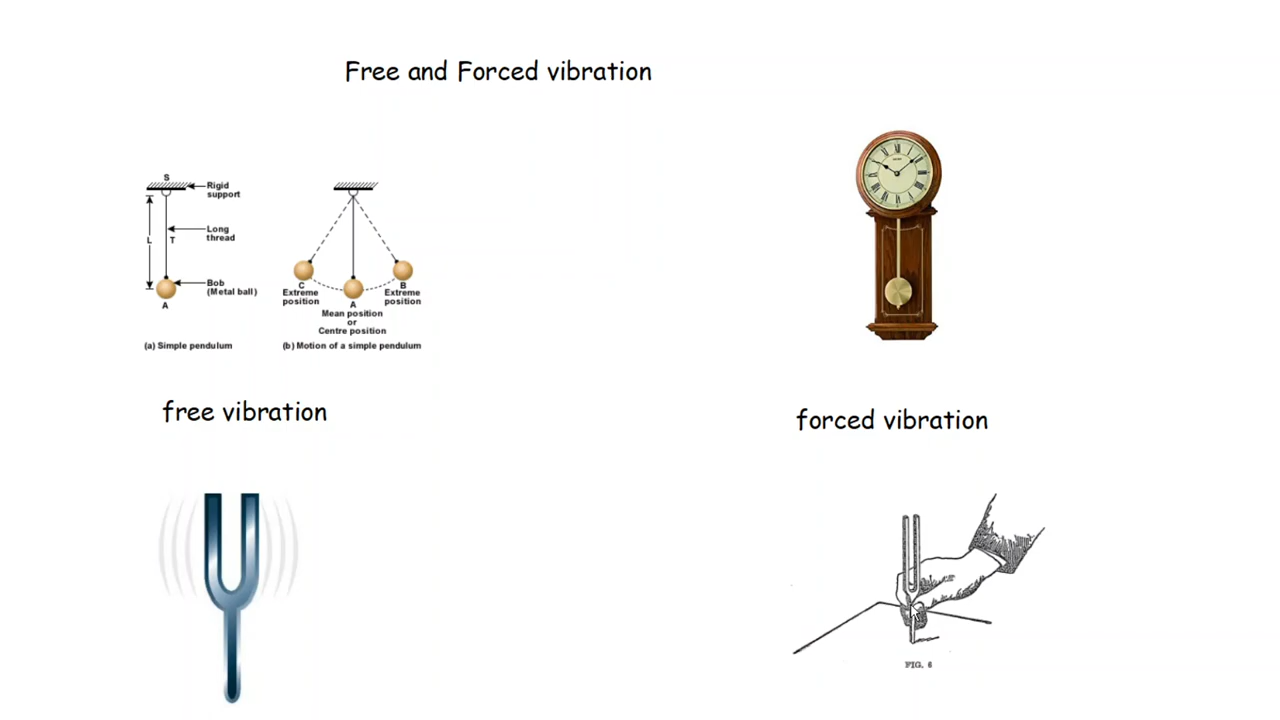 Free and Forced vibration
S
Rigid
support
L
T
Long
thread
Bob
(Metal ball)
A
(a) Simple pendulum
C
Extreme
position
B
Extreme
position
A
Mean position
or
Centre position
(b) Motion of a simple pendulum
free vibration
forced vibration
FIG. 6